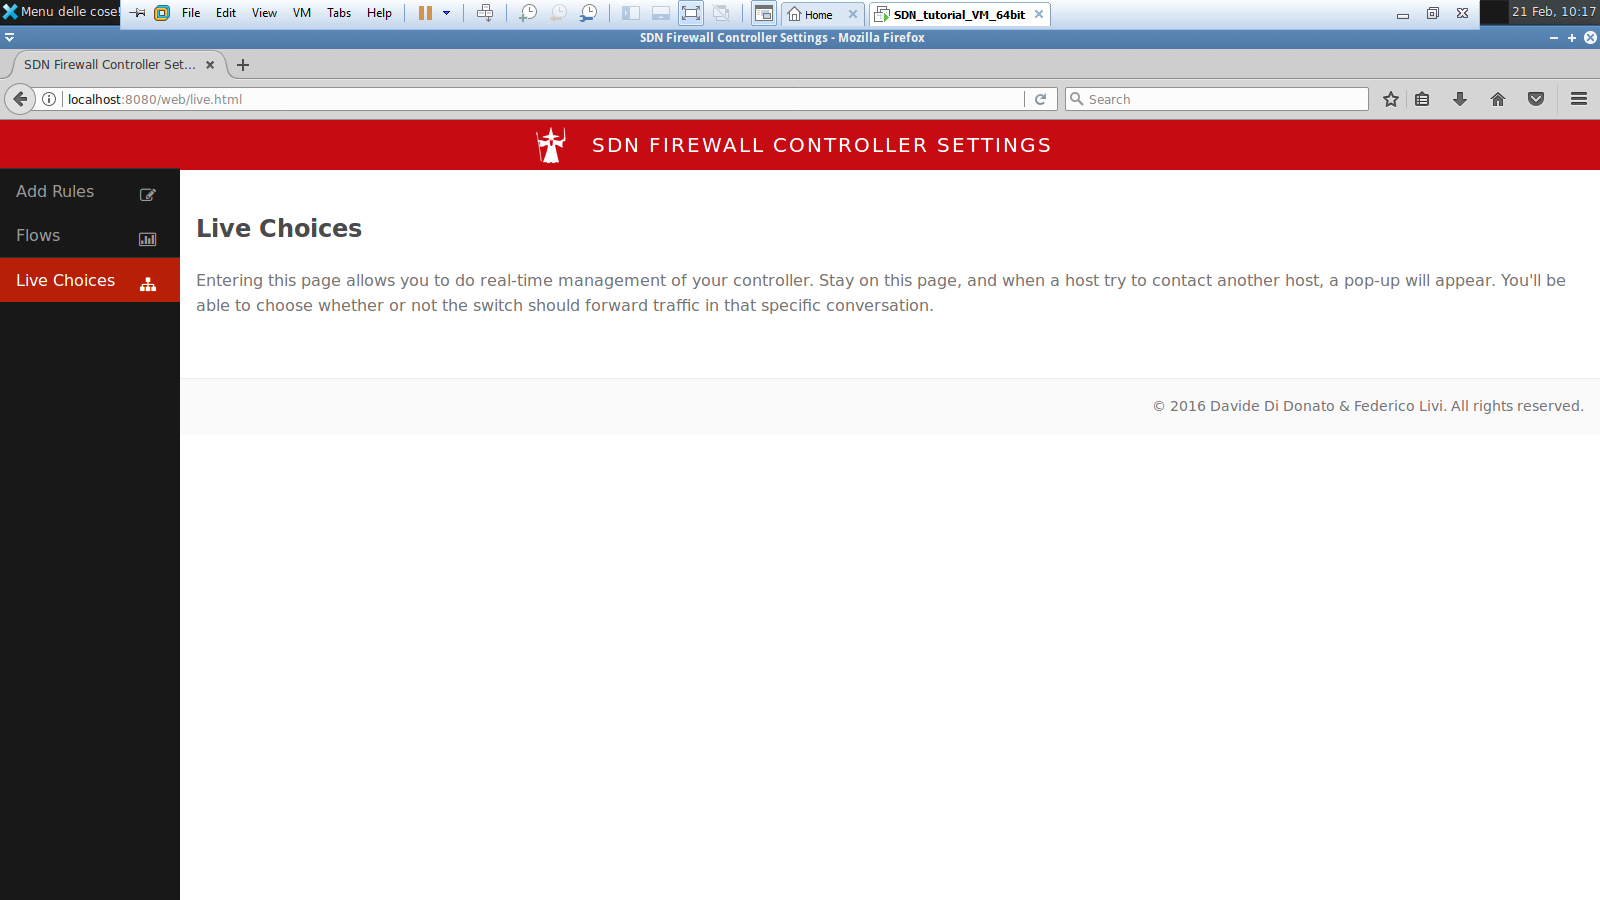 Menu delle cose!
File Edit View VM Tabs Help
Home
SDN_tutorial_VM_64bit
21 Feb, 10:17
SDN Firewall Controller Settings - Mozilla Firefox
SDN Firewall Controller Set...
localhost:8080/web/live.html
Search
SDN FIREWALL CONTROLLER SETTINGS
Add Rules
Flows
Live Choices
Live Choices
Entering this page allows you to do real-time management of your controller. Stay on this page, and when a host try to contact another host, a pop-up will appear. You'll be
able to choose whether or not the switch should forward traffic in that specific conversation.
© 2016 Davide Di Donato & Federico Livi. All rights reserved.